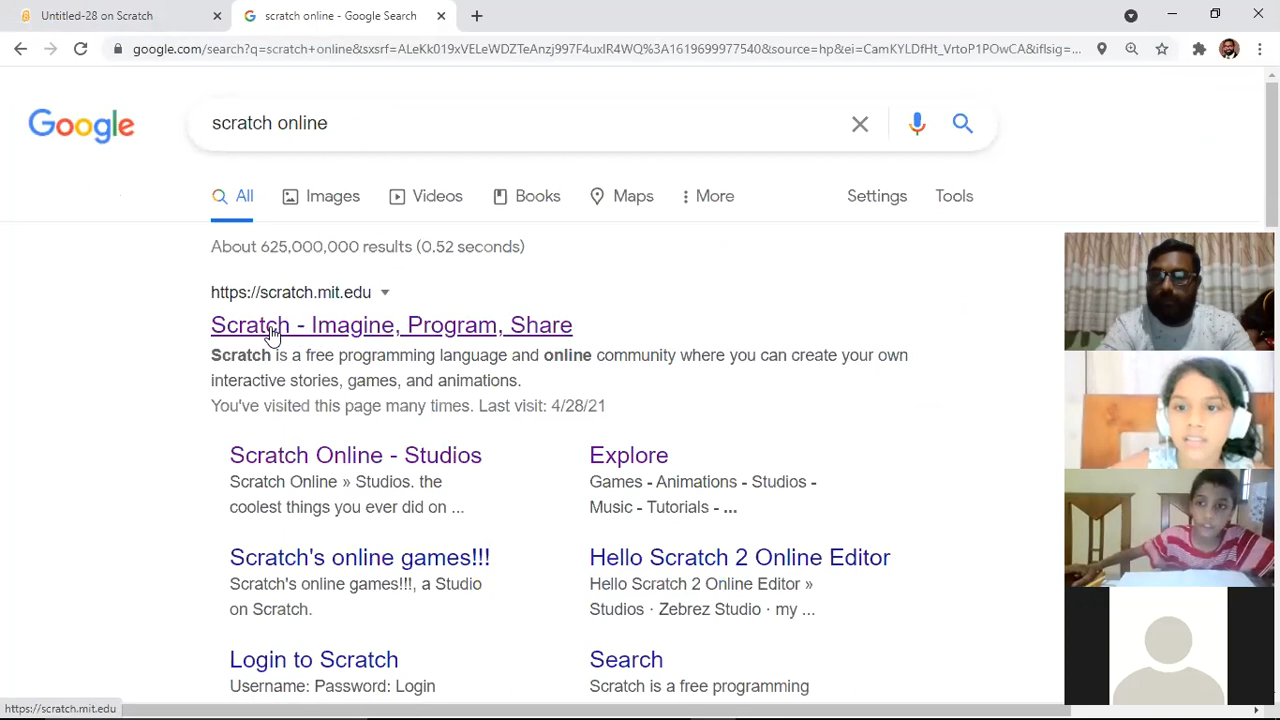 Untitled-28 on Scratch
scratch online - Google Search
google.com/search?q=scratch+online&sxsrf=ALeKk019xVELeWDZTeAnzj997F4uxIR4WQ%3A1619699977540&source=hp&ei=CamKYLDfHt_VrtoP1POwCA&iflsig=...
Google
scratch online
All
Images
Videos
Books
Maps
More
Settings
Tools
About 625,000,000 results (0.52 seconds)
https://scratch.mit.edu
Scratch - Imagine, Program, Share
Scratch is a free programming language and online community where you can create your own
interactive stories, games, and animations.
You've visited this page many times. Last visit: 4/28/21
Scratch Online - Studios
Scratch Online » Studios. the
coolest things you ever did on ...
Explore
Games - Animations - Studios -
Music - Tutorials - ...
Scratch's online games!!!
Scratch's online games!!!, a Studio
on Scratch.
Hello Scratch 2 Online Editor
Hello Scratch 2 Online Editor »
Studios · Zebrez Studio · my ...
Login to Scratch
Username: Password: Login
Search
Scratch is a free programming
https://scratch.mit.edu